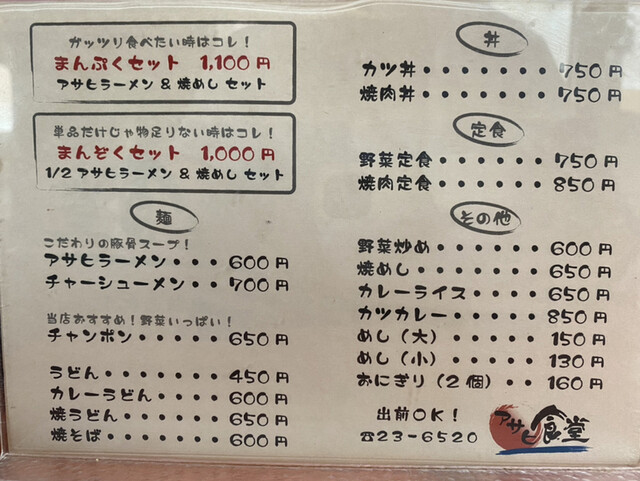 ガッツリ食べたい時はコレ！
まんぷくセット 1,100円
アサヒラーメン & 焼めし セット
単品だけじゃ物足りない時はコレ！
まんぞくセット 1,000円
1/2 アサヒラーメン & 焼めし セット
麺
こだわりの豚骨スープ！
アサヒラーメン・・・600円
チャーシューメン・・700円
当店おすすめ！野菜いっぱい！
チャンポン・・・・・650円
うどん・・・・・・・450円
カレーうどん・・・・600円
焼うどん・・・・・・650円
焼そば・・・・・・・600円
丼
カツ丼・・・・・・・750円
焼肉丼・・・・・・・750円
定食
野菜定食・・・・・・750円
焼肉定食・・・・・・850円
その他
野菜炒め・・・・・・600円
焼めし・・・・・・・650円
カレーライス・・・・650円
カツカレー・・・・・850円
めし（大）・・・・・150円
めし（小）・・・・・130円
おにぎり（2個）・・160円
出前OK！
☎23-6520
アサヒ食堂